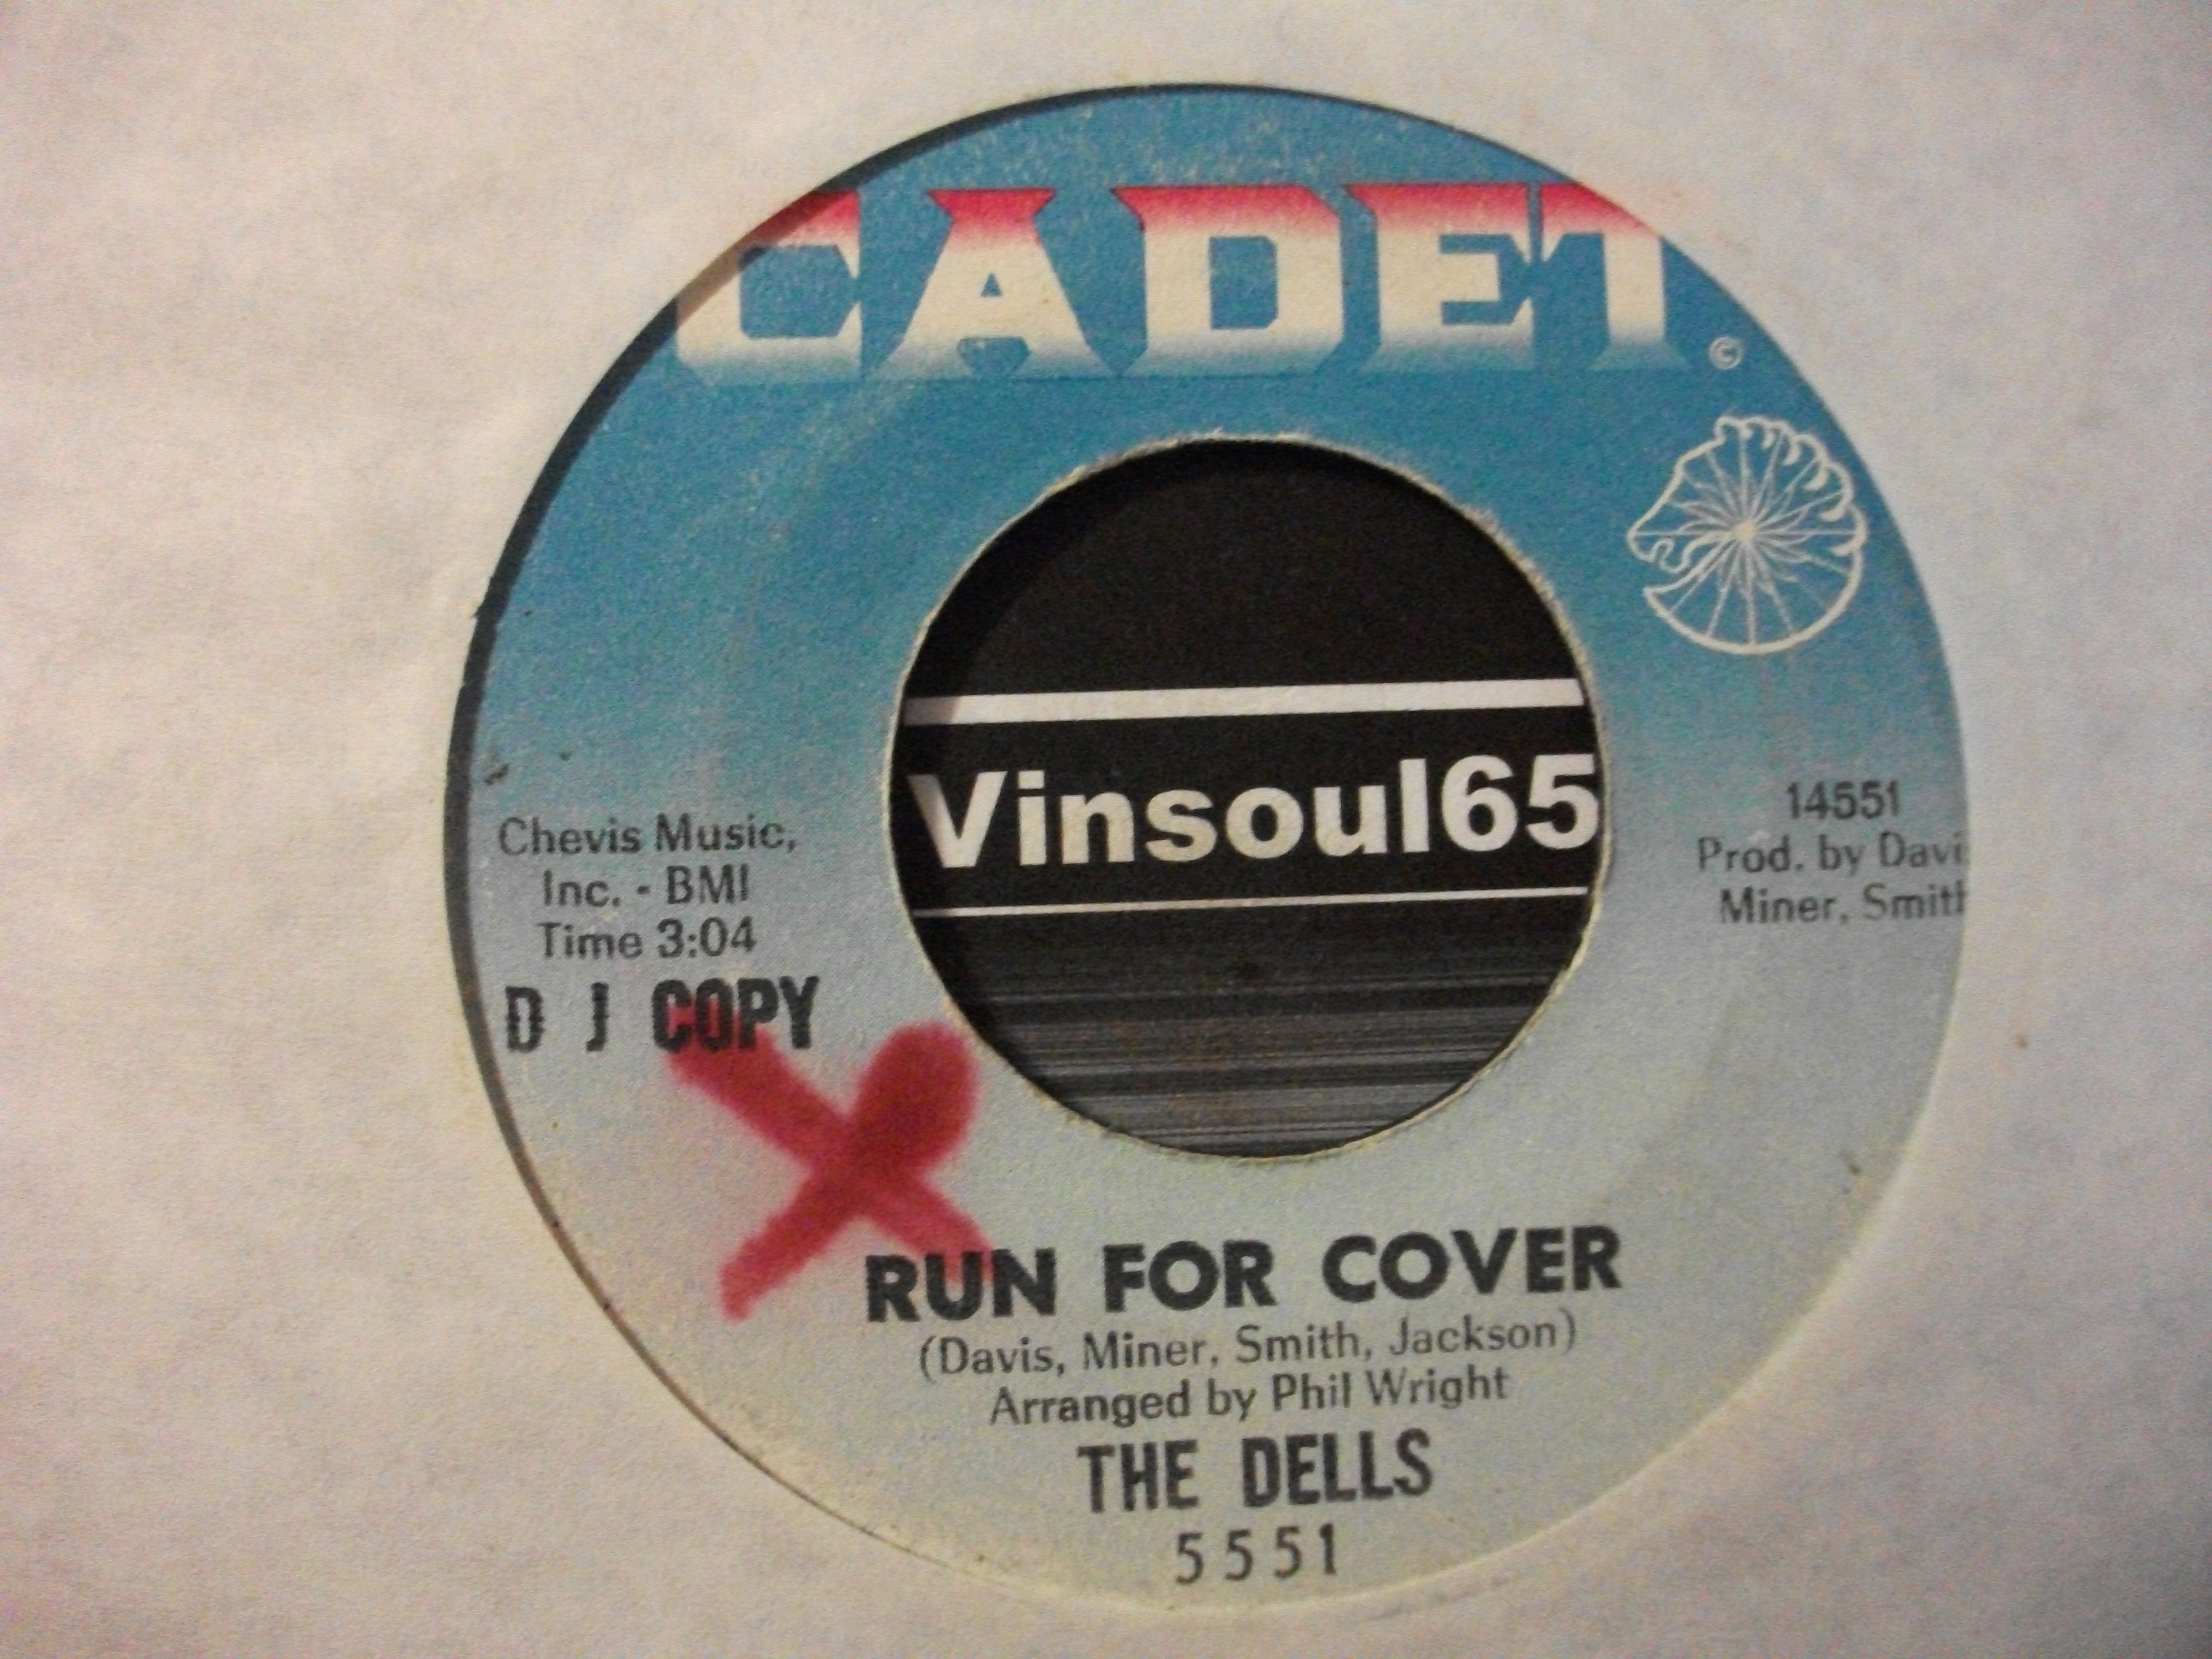 CADET
©
Vinsoul65
Chevis Music,
Inc. - BMI
Time 3:04
D J COPY
14551
Prod. by Davi
Miner, Smith
RUN FOR COVER
(Davis, Miner, Smith, Jackson)
Arranged by Phil Wright
THE DELLS
5551